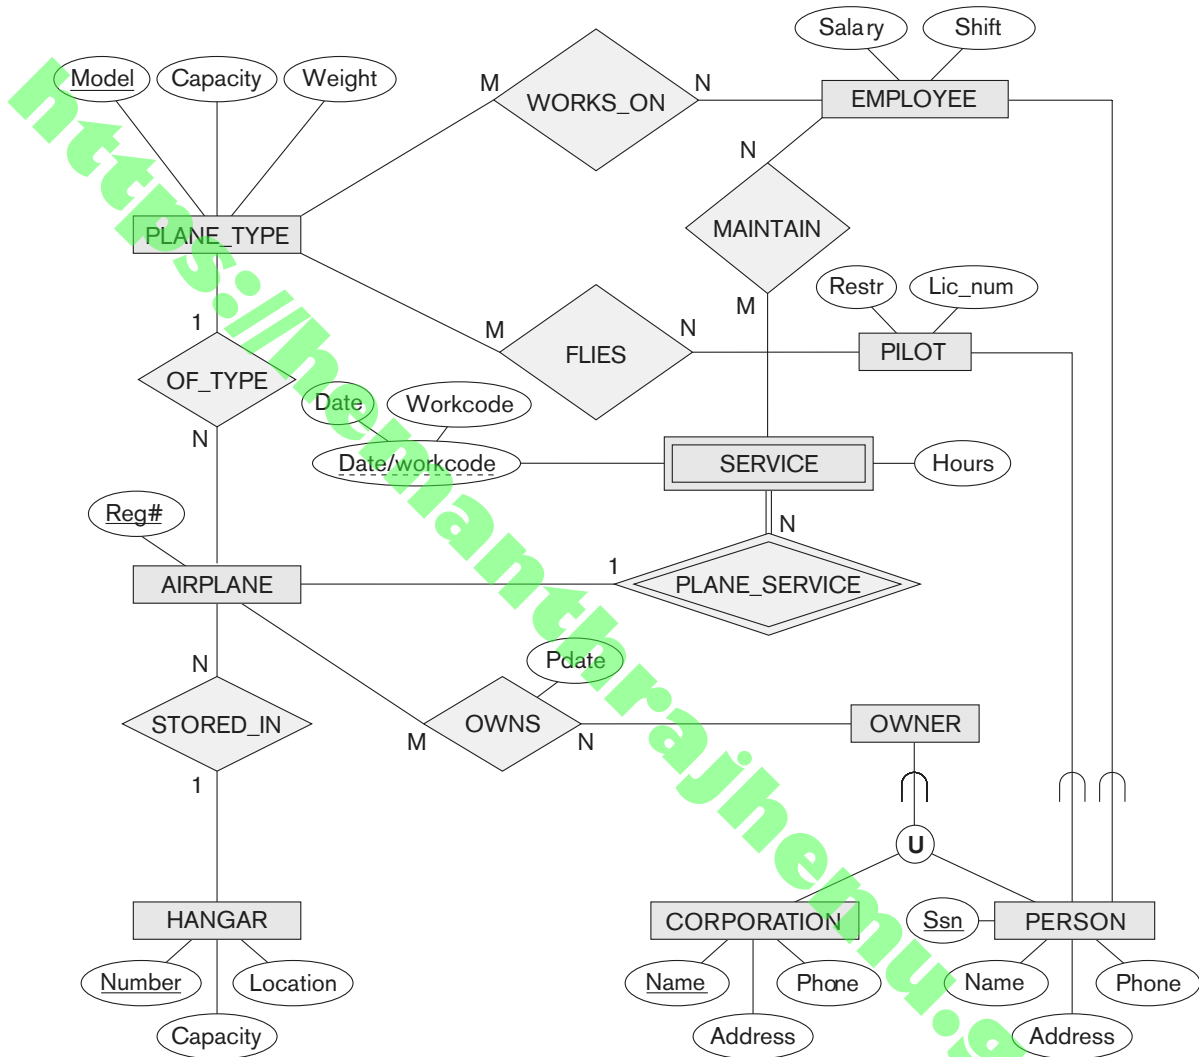 Salary
Shift
Model
Capacity
Weight
M
WORKS_ON
N
EMPLOYEE
N
PLANE_TYPE
MAINTAIN
Restr
Lic_num
1
M
FLIES
N
M
PILOT
OF_TYPE
Date
Workcode
N
Date/workcode
SERVICE
Hours
Reg#
N
AIRPLANE
1
PLANE_SERVICE
N
Pdate
STORED_IN
M
OWNS
N
OWNER
1
U
HANGAR
CORPORATION
Ssn
PERSON
Number
Location
Name
Phone
Name
Phone
Capacity
Address
Address
https://hemanthrajhemu.g